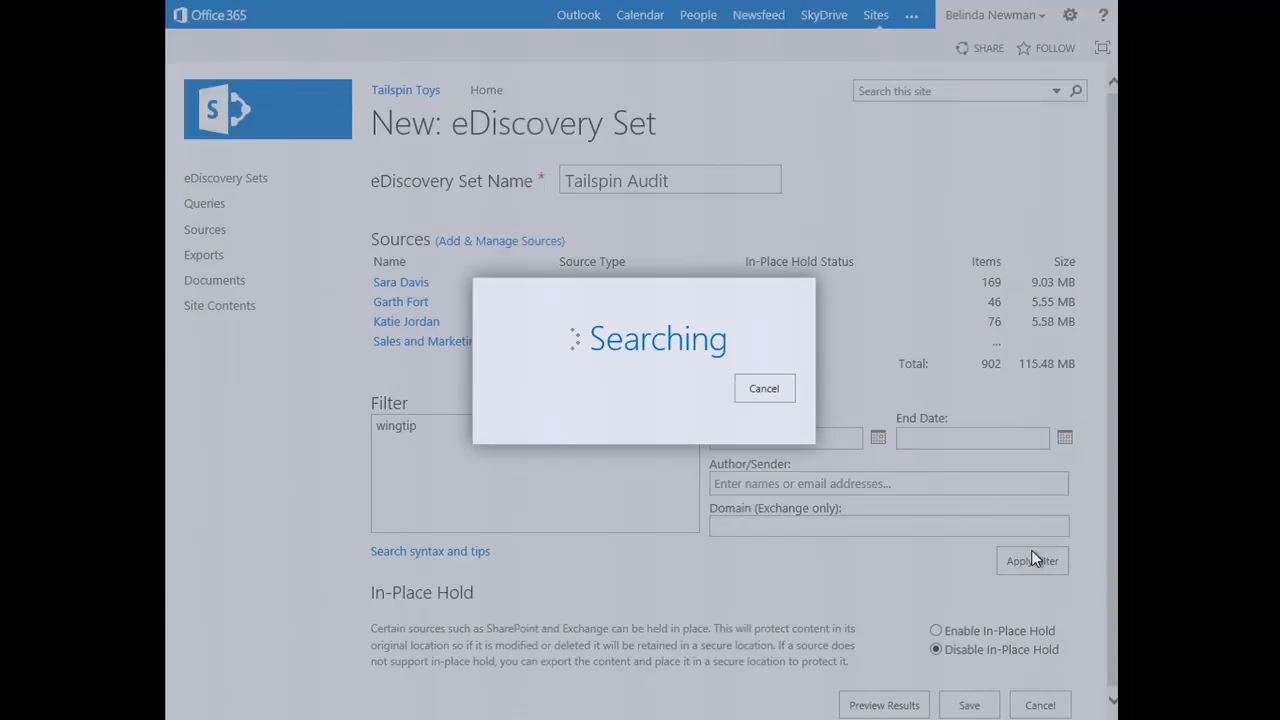 Office 365 Outlook Calendar People Newsfeed SkyDrive Sites ... Belinda Newman ?
SHARE FOLLOW
S
Tailspin Toys Home
Search this site
New: eDiscovery Set
eDiscovery Sets
Queries
Sources
Exports
Documents
Site Contents
eDiscovery Set Name * Tailspin Audit
Sources (Add & Manage Sources)
Name Source Type In-Place Hold Status Items Size
Sara Davis 169 9.03 MB
Garth Fort 46 5.55 MB
Katie Jordan 76 5.58 MB
Sales and ...
Total: 902 115.48 MB
Searching
Cancel
Filter
wingtip
End Date:
Author/Sender:
Enter names or email addresses...
Domain (Exchange only):
Search syntax and tips
Apply
In-Place Hold
Certain sources such as SharePoint and Exchange can be held in place. This will protect content in its
original location so if it is modified or deleted it will be retained in a secure location. If a source does
not support in-place hold, you can export the content and place it in a secure location to protect it.
Enable In-Place Hold
Disable In-Place Hold
Preview Results Save Cancel